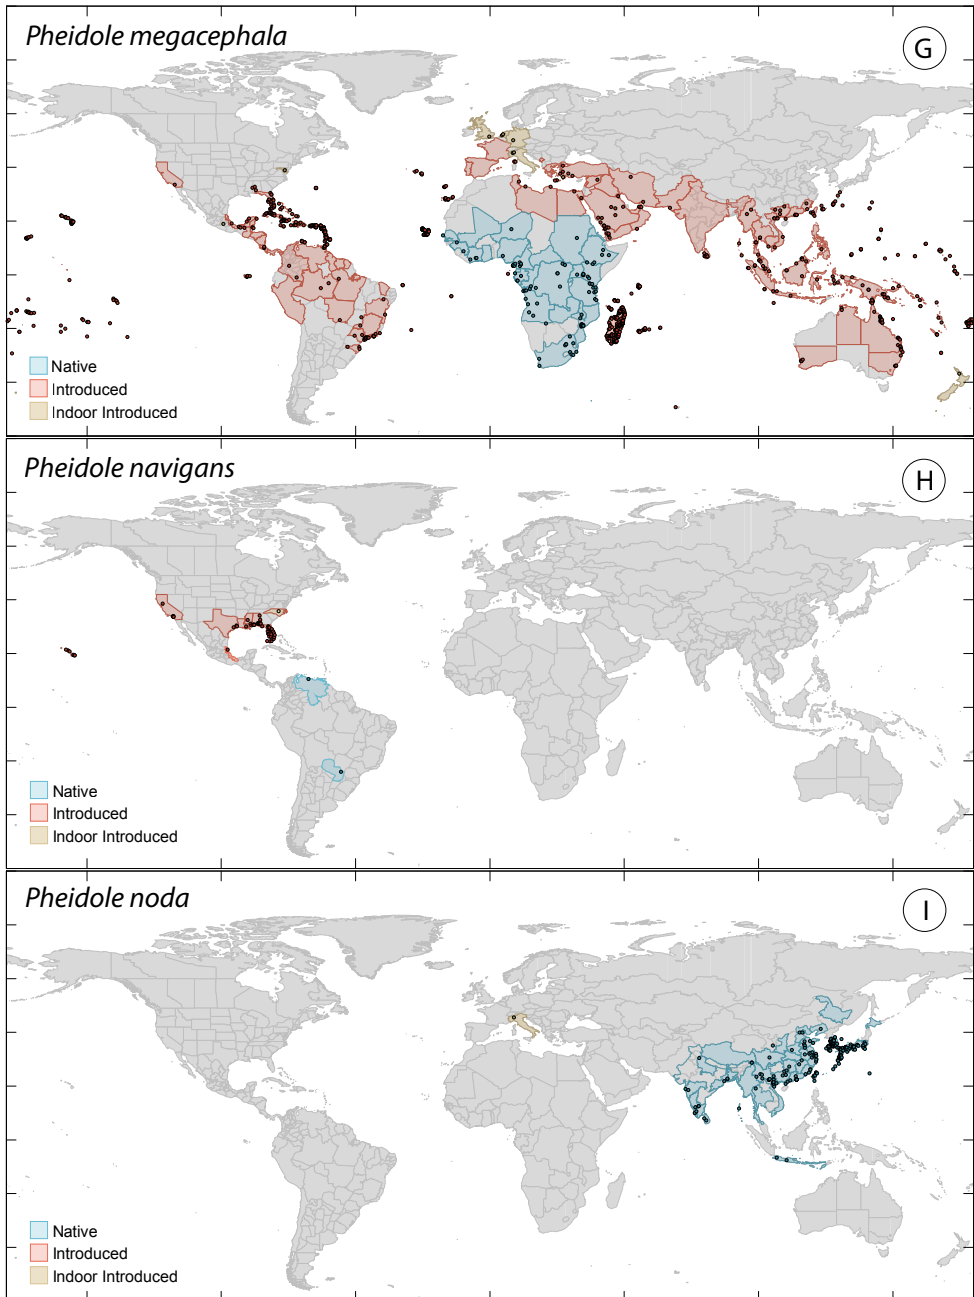 Pheidole megacephala
G
Native
Introduced
Indoor Introduced
Pheidole navigans
H
Native
Introduced
Indoor Introduced
Pheidole noda
I
Native
Introduced
Indoor Introduced